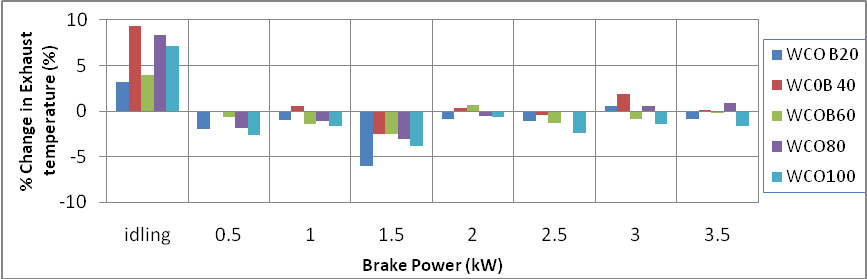 % Change in Exhaust
temperature (%)
10
5
0
-5
-10
idling 0.5 1 1.5 2 2.5 3 3.5
Brake Power (kW)
WCO B20
WC0B 40
WCOB60
WCO80
WCO100